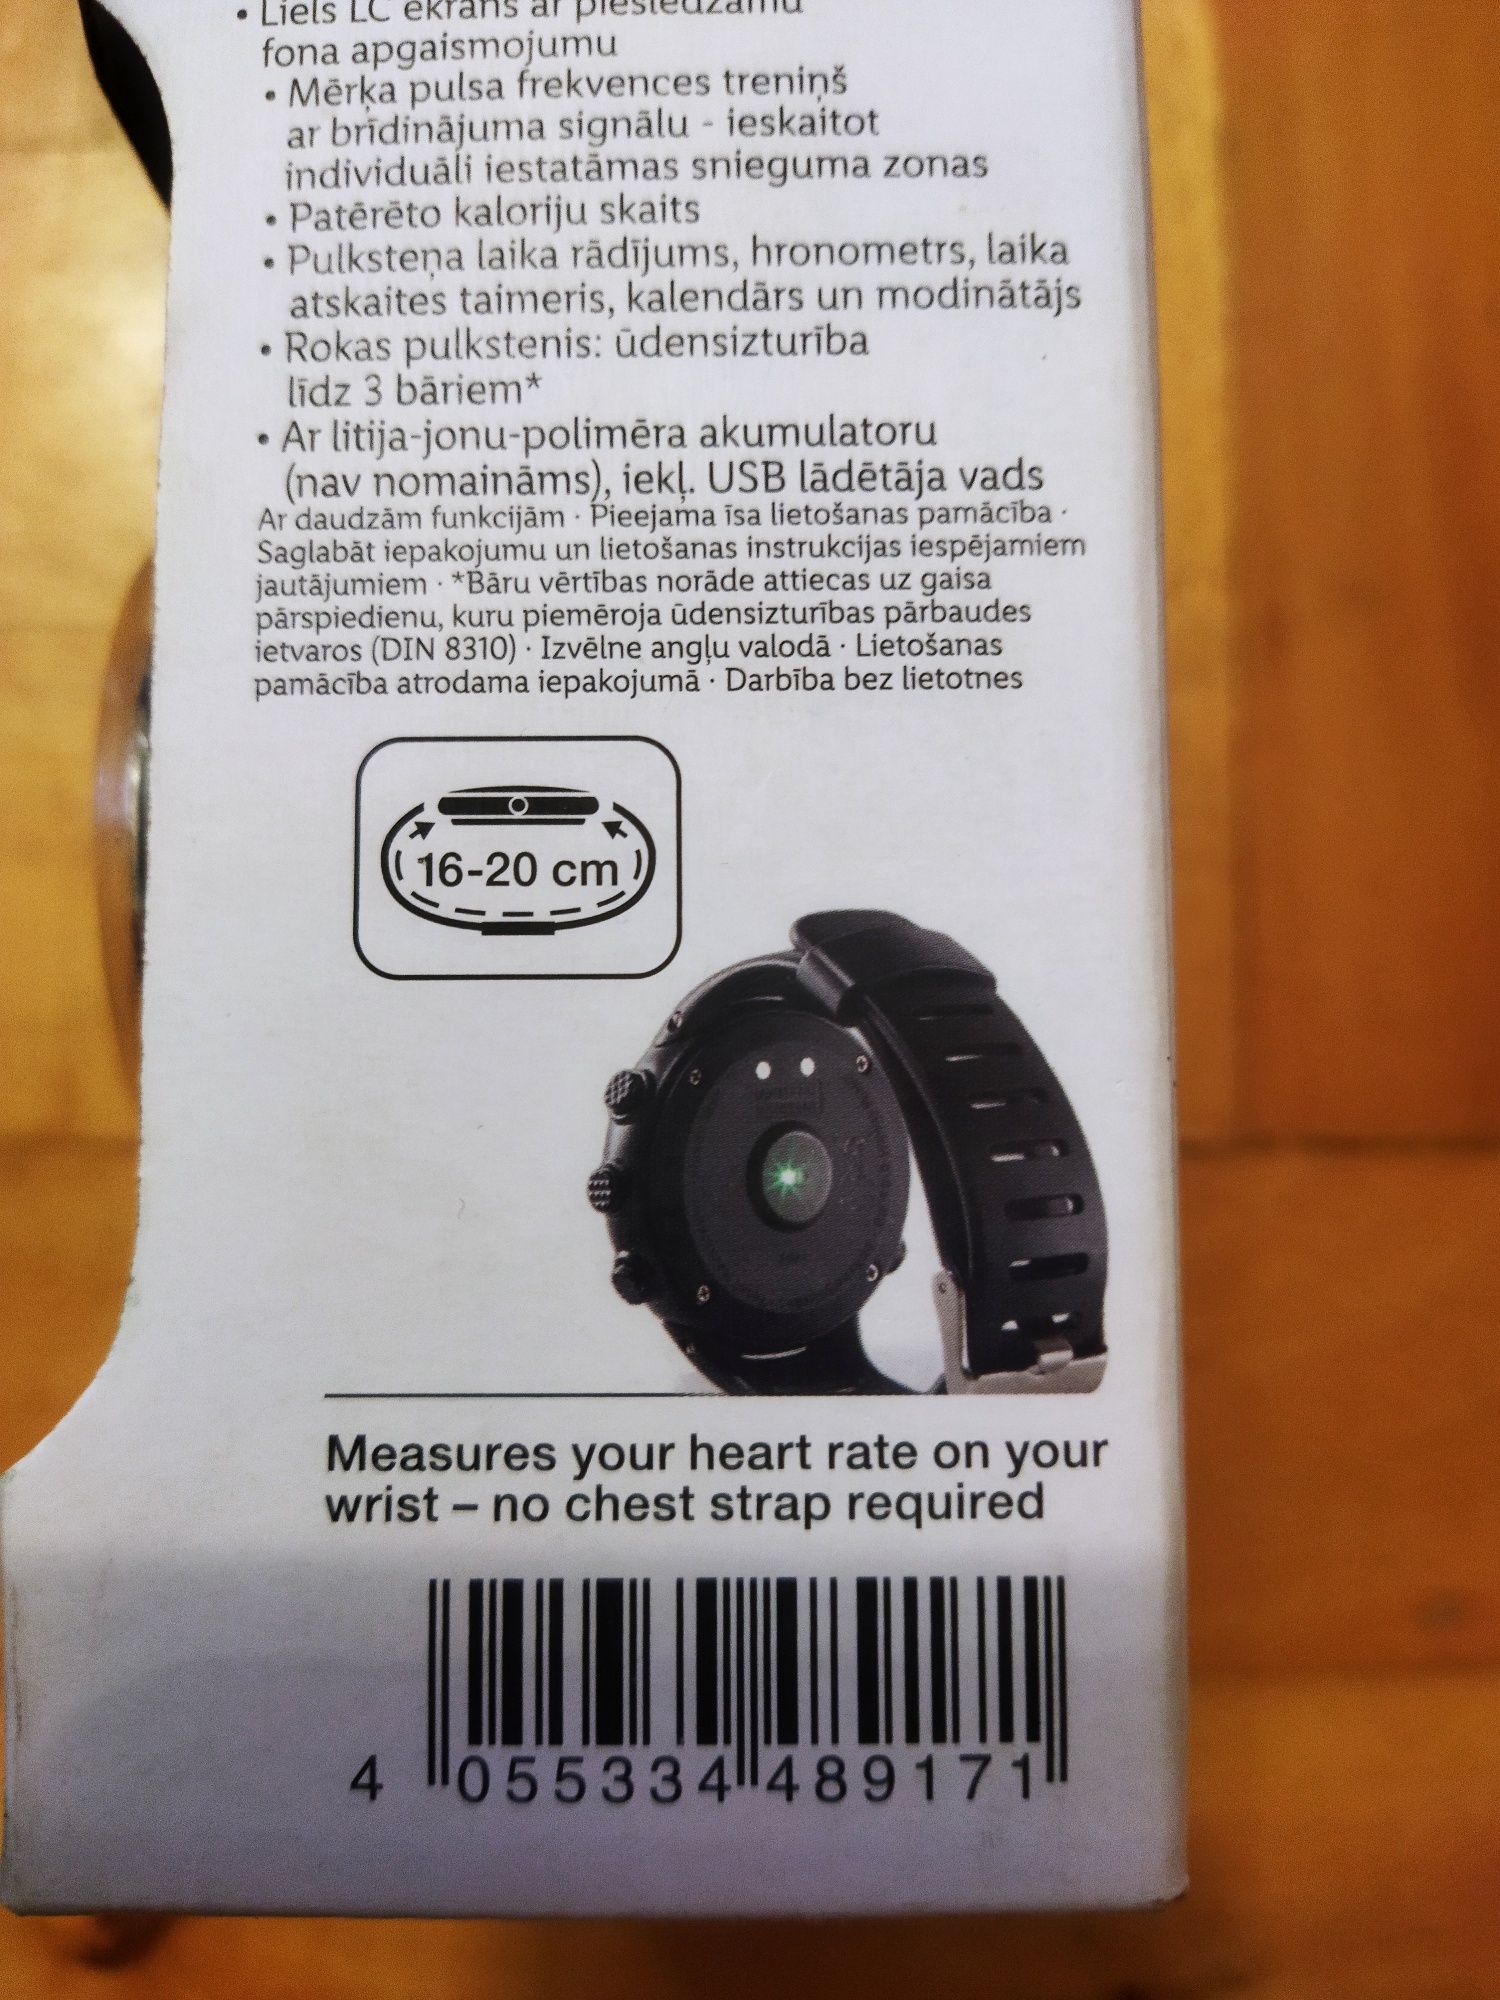 • Liels LC ekrāns ar pieslēdzamu
fona apgaismojumu
• Mērķa pulsa frekvences treniņš
ar brīdinājuma signālu - ieskaitot
individuāli iestatāmas snieguma zonas
• Patērēto kaloriju skaits
• Pulksteņa laika rādījums, hronometrs, laika
atskaites taimeris, kalendārs un modinātājs
• Rokas pulkstenis: ūdensizturība
līdz 3 bāriem*
• Ar litija-jonu-polimēra akumulatoru
(nav nomaināms), iekļ. USB lādētāja vads
Ar daudzām funkcijām · Pieejama īsa lietošanas pamācība ·
Saglabāt iepakojumu un lietošanas instrukcijas iespējamiem
jautājumiem · *Bāru vērtības norāde attiecas uz gaisa
pārspiedienu, kuru piemēroja ūdensizturības pārbaudes
ietvaros (DIN 8310) · Izvēlne angļu valodā · Lietošanas
pamācība atrodama iepakojumā · Darbība bez lietotnes
16-20 cm
Measures your heart rate on your
wrist – no chest strap required
4 055334 489171